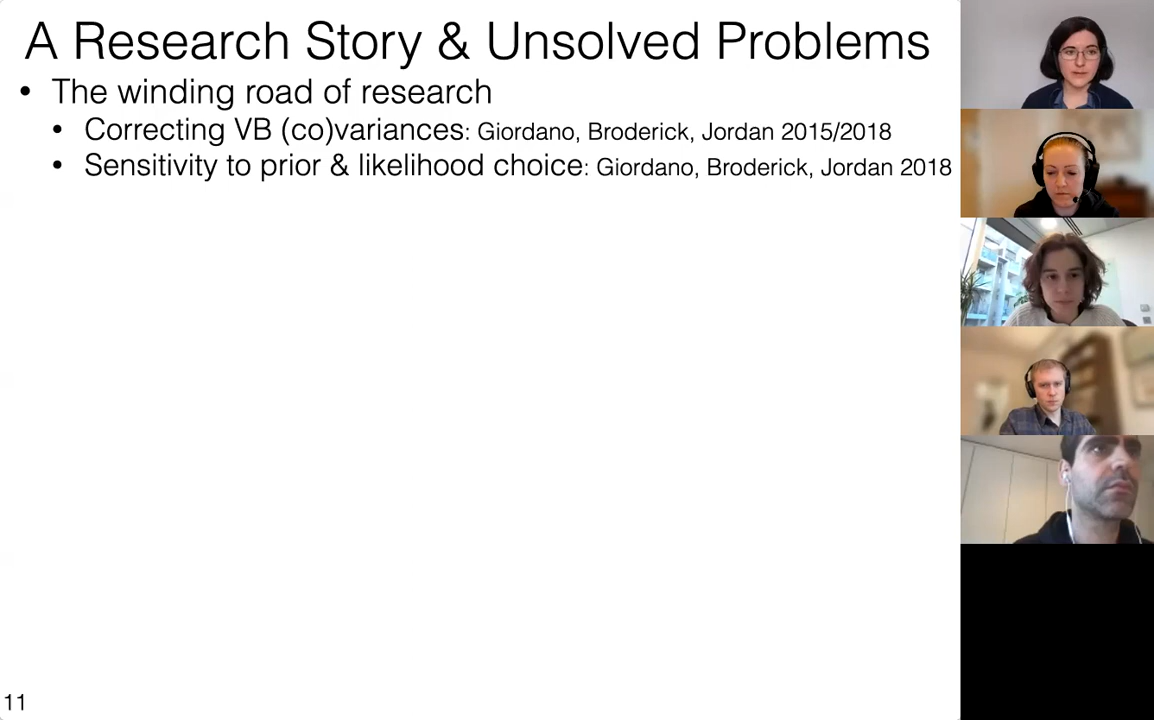 A Research Story & Unsolved Problems
• The winding road of research
• Correcting VB (co)variances: Giordano, Broderick, Jordan 2015/2018
• Sensitivity to prior & likelihood choice: Giordano, Broderick, Jordan 2018
11